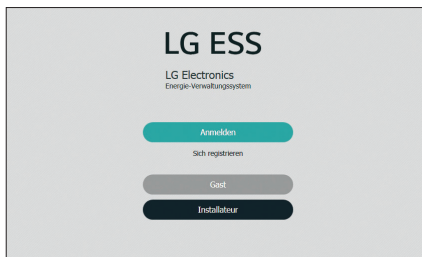 LG ESS
LG Electronics
Energie-Verwaltungssystem
Anmelden
Sich registrieren
Gast
Installateur